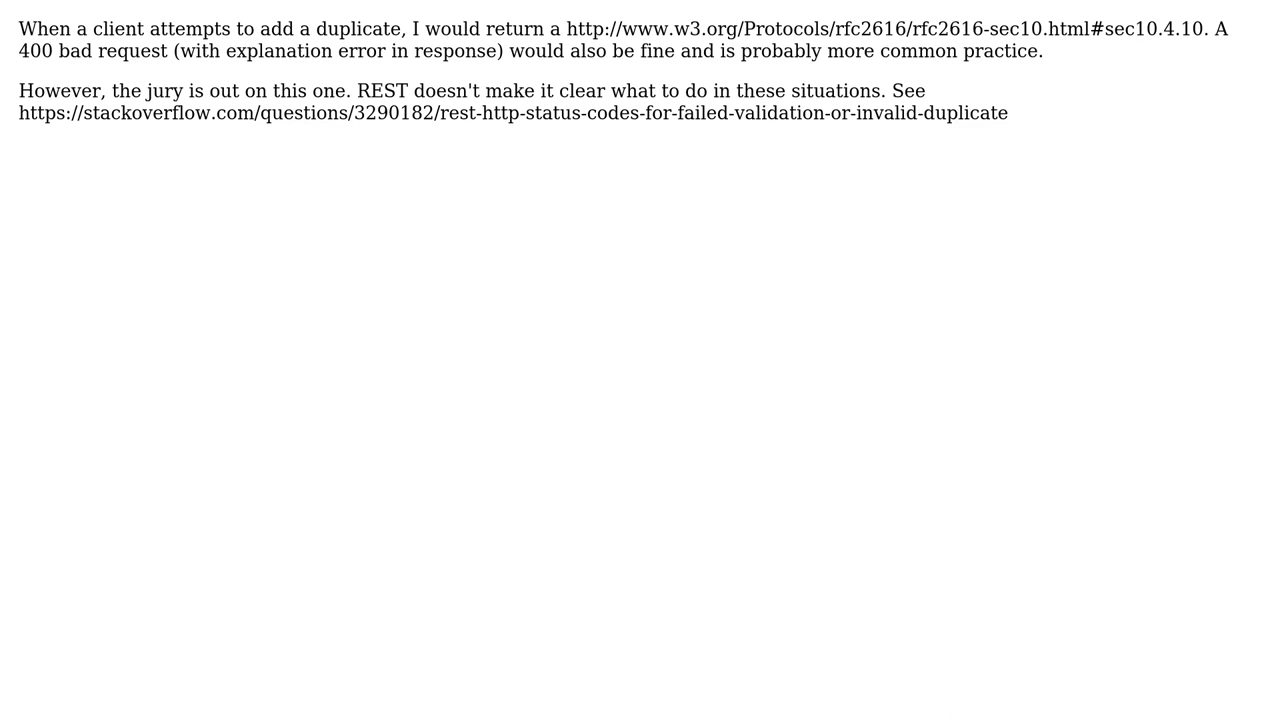 When a client attempts to add a duplicate, I would return a http://www.w3.org/Protocols/rfc2616/rfc2616-sec10.html#sec10.4.10. A
400 bad request (with explanation error in response) would also be fine and is probably more common practice.
However, the jury is out on this one. REST doesn't make it clear what to do in these situations. See
https://stackoverflow.com/questions/3290182/rest-http-status-codes-for-failed-validation-or-invalid-duplicate